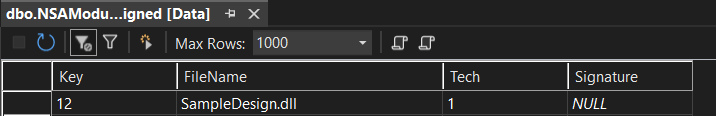 dbo.NSAModu...igned [Data]
Max Rows: 1000
Key FileName Tech Signature
12 SampleDesign.dll 1 NULL